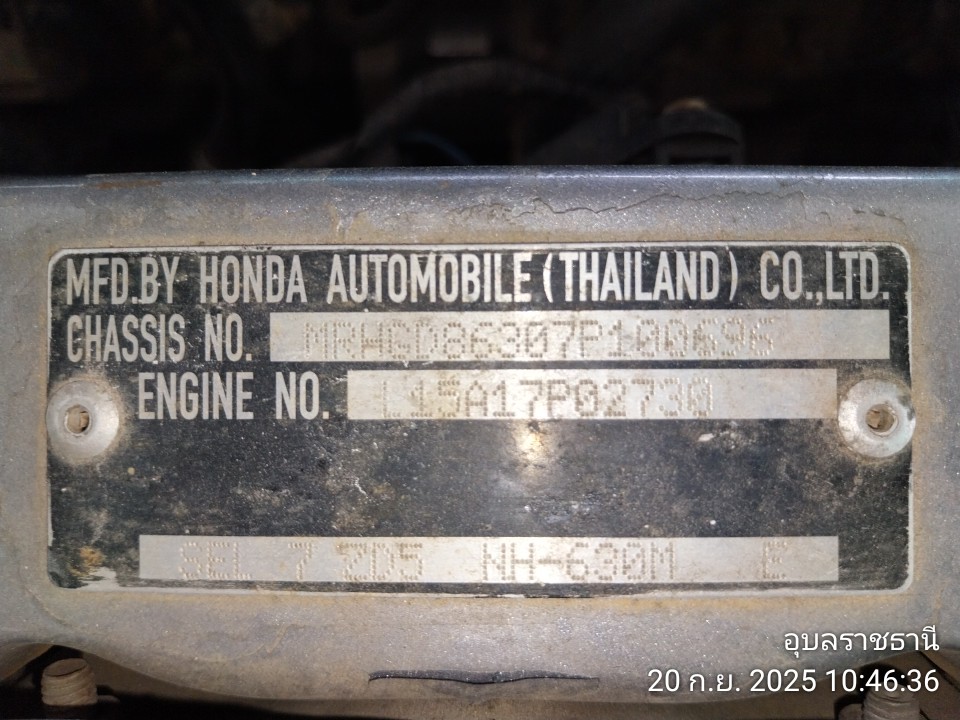 MFD.BY HONDA AUTOMOBILE (THAILAND) CO.,LTD.
CHASSIS NO. MRHGD86307P100696
ENGINE NO. L15A17P02730
SEL 7 2D5 NH-630M E
อุบลราชธานี
20 ก.ย. 2025 10:46:36